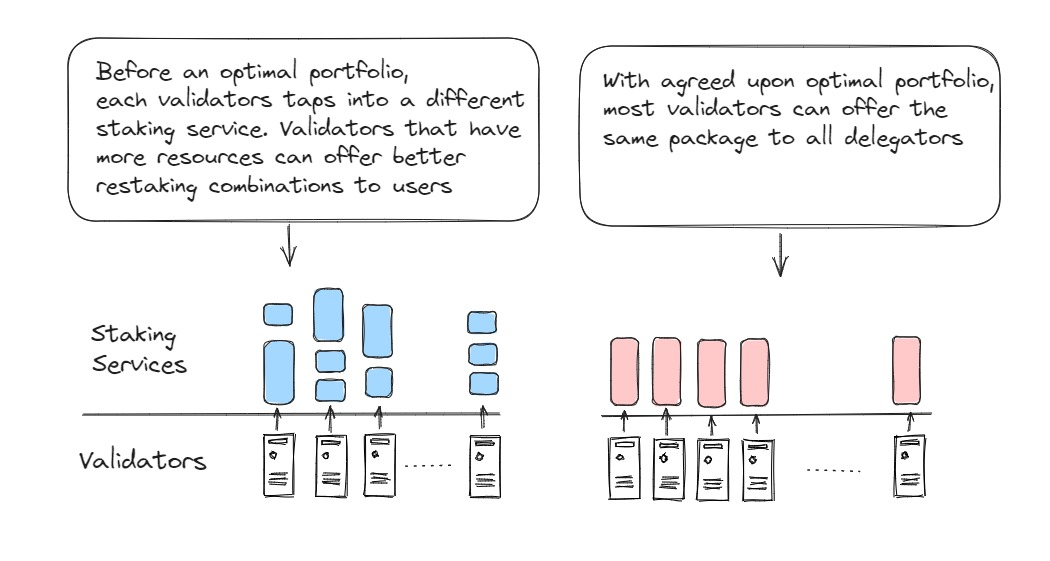 Before an optimal portfolio,
each validators taps into a different
staking service. Validators that have
more resources can offer better
restaking combinations to users
With agreed upon optimal portfolio,
most validators can offer the
same package to all delegators
Staking
Services
Validators